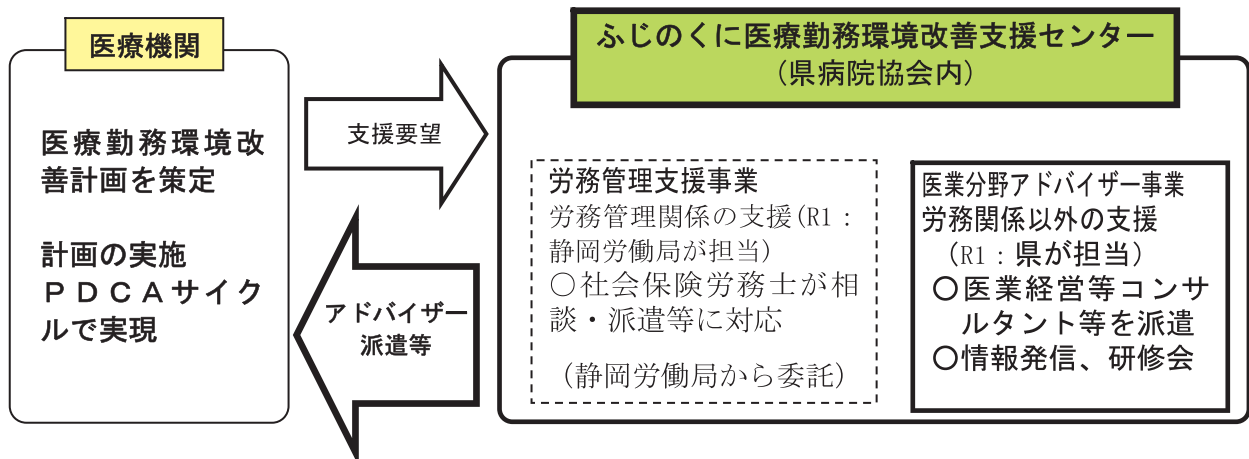 医療機関
医療勤務環境改
善計画を策定
計画の実施
ＰＤＣＡサイク
ルで実現
支援要望
アドバイザー
派遣等
ふじのくに医療勤務環境改善支援センター
（県病院協会内）
労務管理支援事業
労務管理関係の支援（R1：
静岡労働局が担当）
○社会保険労務士が相
談・派遣等に対応
（静岡労働局から委託）
医業分野アドバイザー事業
労務関係以外の支援
（R1：県が担当）
○医業経営等コンサ
ルタント等を派遣
○情報発信、研修会